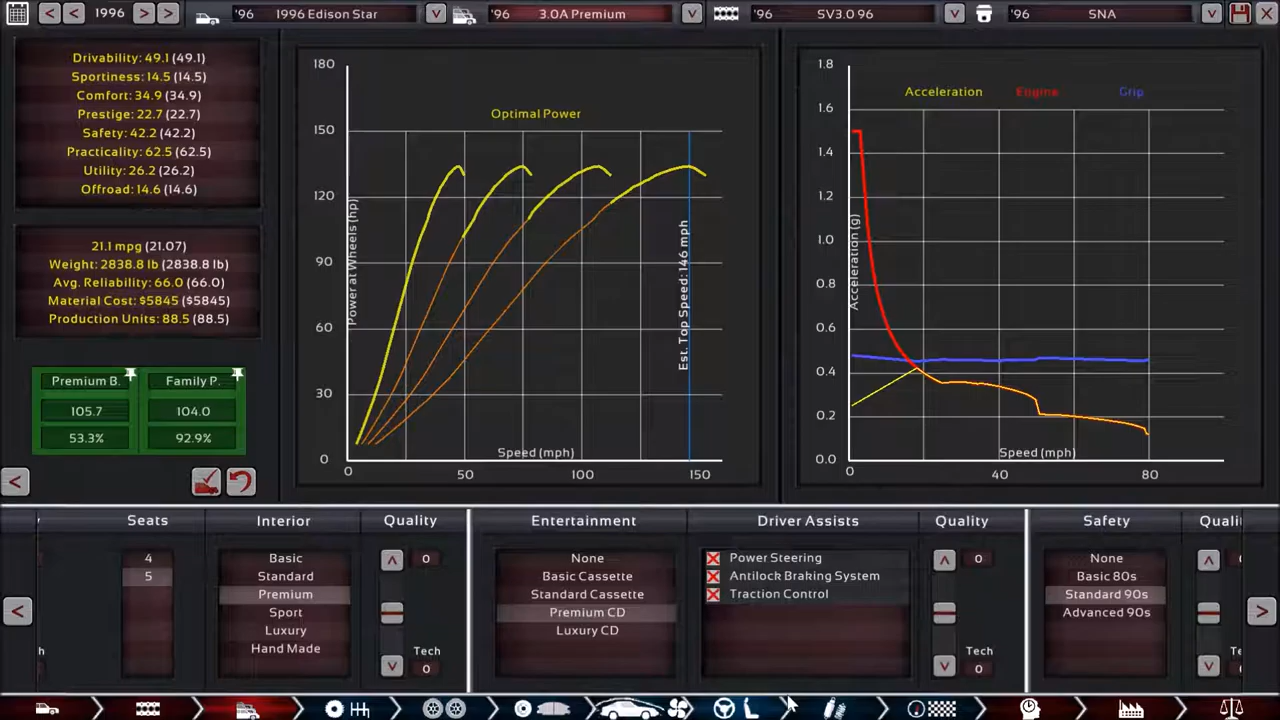 1996 '96 1996 Edison Star '96 3.0A Premium '96 SV3.0 96 '96 SNA
Drivability: 49.1 (49.1)
Sportiness: 14.5 (14.5)
Comfort: 34.9 (34.9)
Prestige: 22.7 (22.7)
Safety: 42.2 (42.2)
Practicality: 62.5 (62.5)
Utility: 26.2 (26.2)
Offroad: 14.6 (14.6)
21.1 mpg (21.07)
Weight: 2838.8 lb (2838.8 lb)
Avg. Reliability: 66.0 (66.0)
Material Cost: $5845 ($5845)
Production Units: 88.5 (88.5)
Premium B. Family P.
105.7 104.0
53.3% 92.9%
Optimal Power
180
150
120
90
60
30
0
Power at Wheels (hp)
Est. Top Speed: 146 mph
Speed (mph)
0 50 100 150
Acceleration Engine Grip
1.8
1.6
1.4
1.2
1.0
0.8
0.6
0.4
0.2
0.0
Acceleration (g)
Speed (mph)
0 40 80
Seats
4
5
Interior
Basic
Standard
Premium
Sport
Luxury
Hand Made
Quality
0
Tech
0
Entertainment
None
Basic Cassette
Standard Cassette
Premium CD
Luxury CD
Driver Assists
Power Steering
Antilock Braking System
Traction Control
Quality
0
Tech
0
Safety
None
Basic 80s
Standard 90s
Advanced 90s